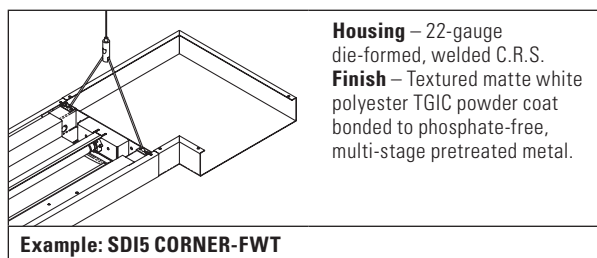 Housing – 22-gauge
die-formed, welded C.R.S.
Finish – Textured matte white
polyester TGIC powder coat
bonded to phosphate-free,
multi-stage pretreated metal.
Example: SDI5 CORNER-FWT